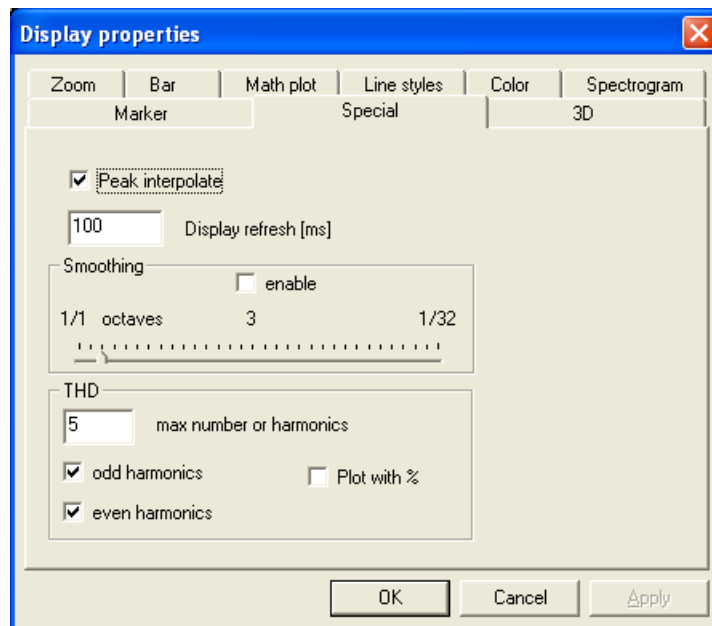 Display properties
Zoom Bar Math plot Line styles Color Spectrogram
Marker Special 3D
Peak interpolate
100 Display refresh [ms]
Smoothing
enable
1/1 octaves 3 1/32
THD
5 max number or harmonics
odd harmonics Plot with %
even harmonics
OK Cancel Apply